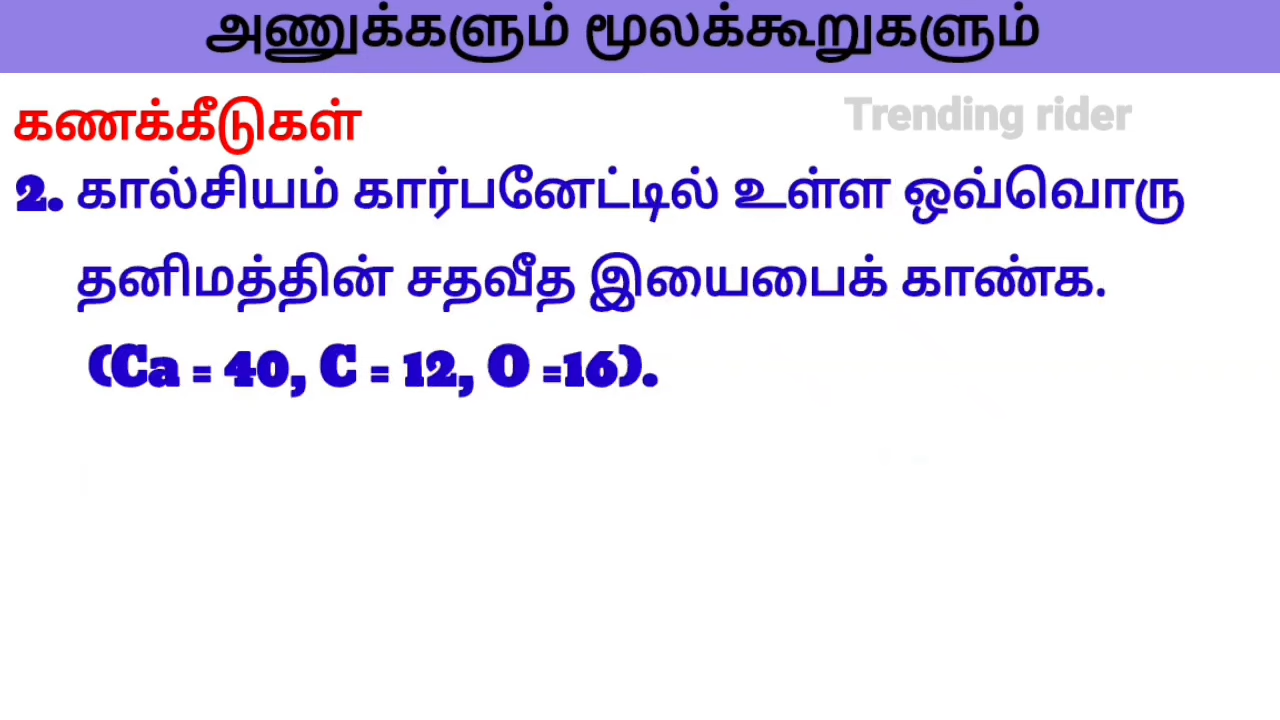 அணுக்களும் மூலக்கூறுகளும்
கணக்கீடுகள்
Trending rider
2. கால்சியம் கார்பனேட்டில் உள்ள ஒவ்வொரு
தனிமத்தின் சதவீத இயைபைக் காண்க.
(Ca = 40, C = 12, O =16).